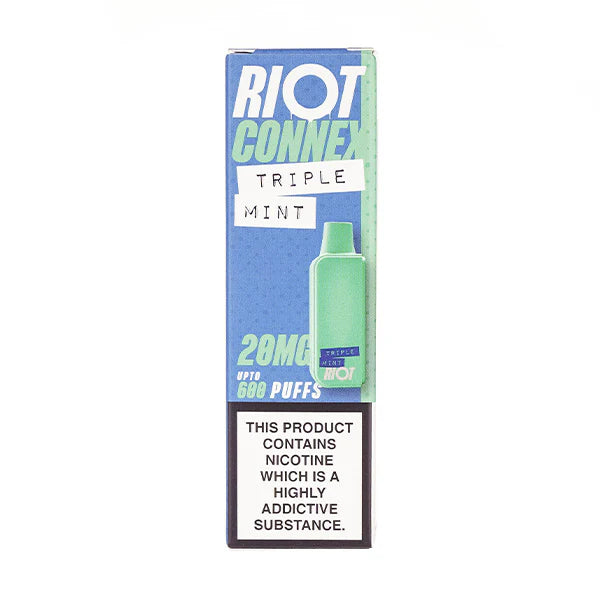 RIOT
CONNEX
TRIPLE
MINT
20MG
UPTO
600 PUFFS
TRIPLE
MINT
RIOT
THIS PRODUCT
CONTAINS
NICOTINE
WHICH IS A
HIGHLY
ADDICTIVE
SUBSTANCE.